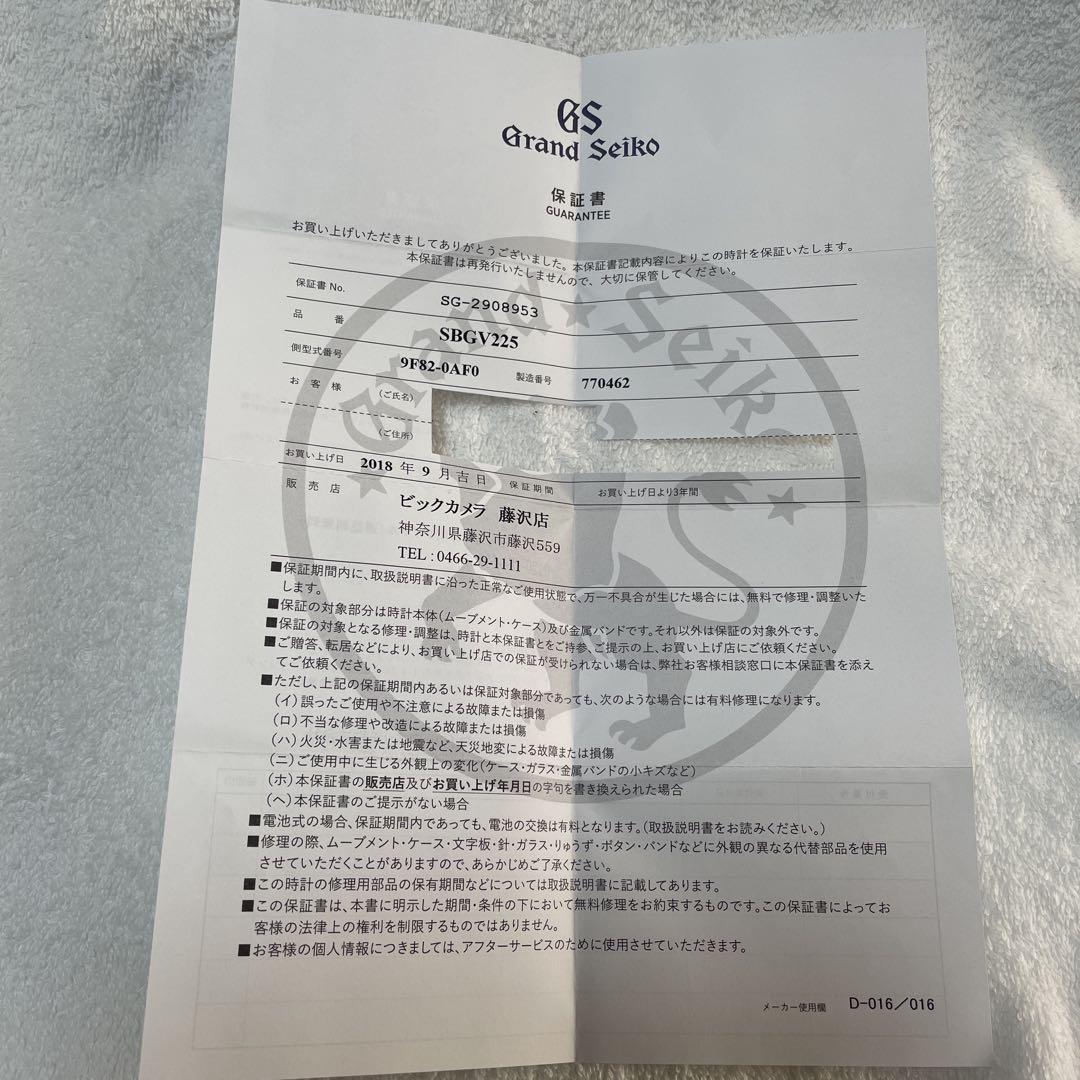 GS
Grand Seiko
保証書
GUARANTEE
お買い上げいただきましてありがとうございました。本保証書記載内容によりこの時計を保証いたします。
本保証書は再発行いたしませんので、大切に保管してください。
保証書 No. SG-2908953
品番 SBGV225
側型式番号 9F82-0AF0 製造番号 770462
お客様 (ご氏名)
(ご住所)
お買い上げ日 2018 年 9 月吉日 保証期間 お買い上げ日より3年間
販売店 ビックカメラ 藤沢店
神奈川県藤沢市藤沢559
TEL : 0466-29-1111
■保証期間内に、取扱説明書に沿った正常なご使用状態で、万一不具合が生じた場合には、無料で修理・調整いた
します。
■保証の対象部分は時計本体(ムーブメント・ケース)及び金属バンドです。それ以外は保証の対象外です。
■保証の対象となる修理・調整は、時計と本保証書とをご持参、ご提示の上、お買い上げ店にご依頼ください。
■ご贈答、転居などにより、お買い上げ店での保証が受けられない場合は、弊社お客様相談窓口に本保証書を添え
てご依頼ください。
■ただし、上記の保証期間内あるいは保証対象部分であっても、次のような場合には有料修理になります。
(イ)誤ったご使用や不注意による故障または損傷
(ロ)不当な修理や改造による故障または損傷
(ハ)火災・水害または地震など、天災地変による故障または損傷
(ニ)ご使用中に生じる外観上の変化(ケース・ガラス・金属バンドの小キズなど)
(ホ)本保証書の販売店及びお買い上げ年月日の字句を書き換えられた場合
(ヘ)本保証書のご提示がない場合
■電池式の場合、保証期間内であっても、電池の交換は有料となります。(取扱説明書をお読みください。)
■修理の際、ムーブメント・ケース・文字板・針・ガラス・りゅうず・ボタン・バンドなどに外観の異なる代替部品を使用
させていただくことがありますので、あらかじめご了承ください。
■この時計の修理用部品の保有期間などについては取扱説明書に記載してあります。
■この保証書は、本書に明示した期間・条件の下において無料修理をお約束するものです。この保証書によってお
客様の法律上の権利を制限するものではありません。
■お客様の個人情報につきましては、アフターサービスのために使用させていただきます。
メーカー使用欄 D-016/016
Grand★Seiko